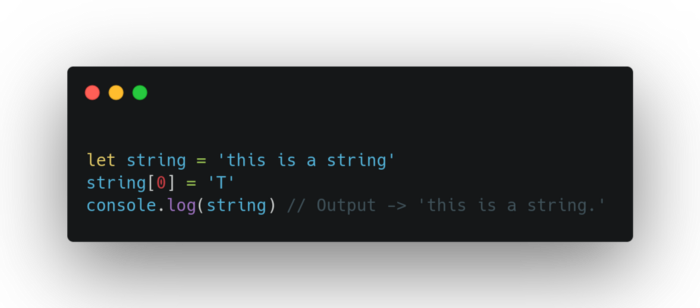 let string = 'this is a string'
string[0] = 'T'
console.log(string) // Output -> 'this is a string.'